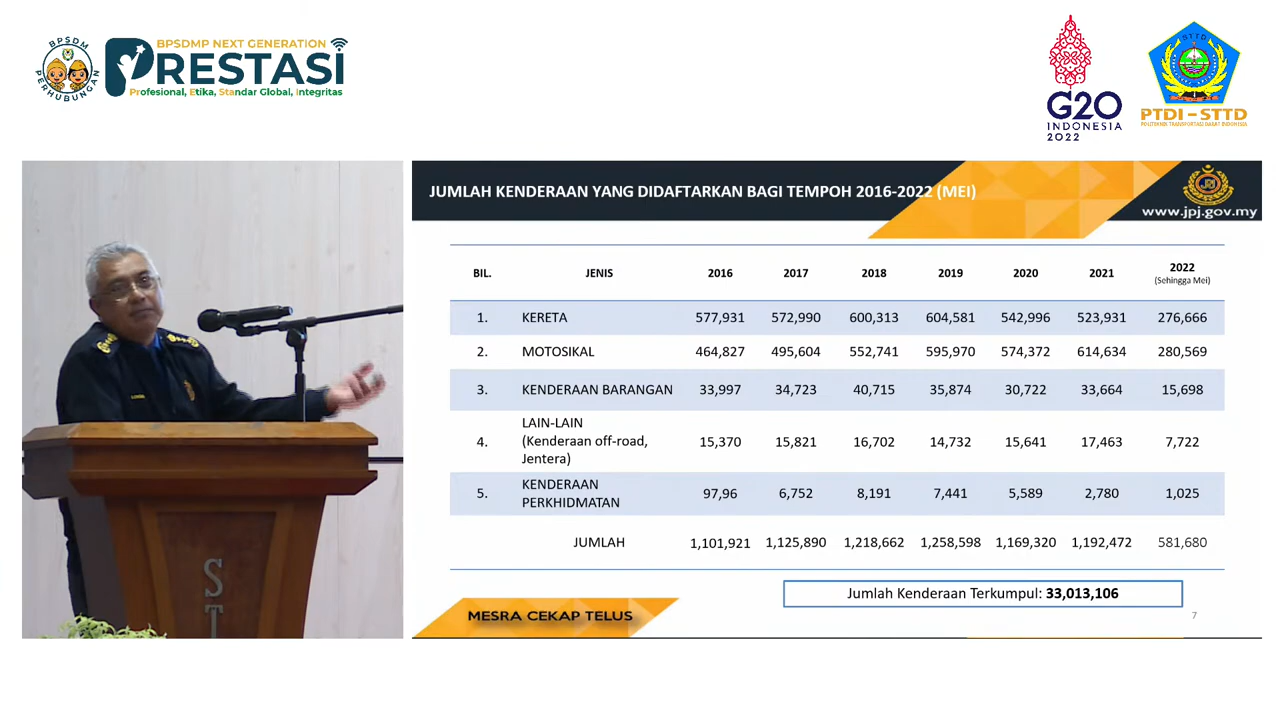 BPSDM
PERHUBUNGAN
BPSDMP NEXT GENERATION
PRESTASI
Profesional, Etika, Standar Global, Integritas
G20
INDONESIA
2022
STTD
PTDI - STTD
POLITEKNIK TRANSPORTASI DARAT INDONESIA
JUMLAH KENDERAAN YANG DIDAFTARKAN BAGI TEMPOH 2016-2022 (MEI)
JPJ
www.jpj.gov.my
BIL. JENIS 2016 2017 2018 2019 2020 2021 2022
(Sehingga Mei)
1. KERETA 577,931 572,990 600,313 604,581 542,996 523,931 276,666
2. MOTOSIKAL 464,827 495,604 552,741 595,970 574,372 614,634 280,569
3. KENDERAAN BARANGAN 33,997 34,723 40,715 35,874 30,722 33,664 15,698
LAIN-LAIN
4. (Kenderaan off-road, 15,370 15,821 16,702 14,732 15,641 17,463 7,722
Jentera)
5. KENDERAAN 97,96 6,752 8,191 7,441 5,589 2,780 1,025
PERKHIDMATAN
JUMLAH 1,101,921 1,125,890 1,218,662 1,258,598 1,169,320 1,192,472 581,680
Jumlah Kenderaan Terkumpul: 33,013,106
MESRA CEKAP TELUS
7
S
T